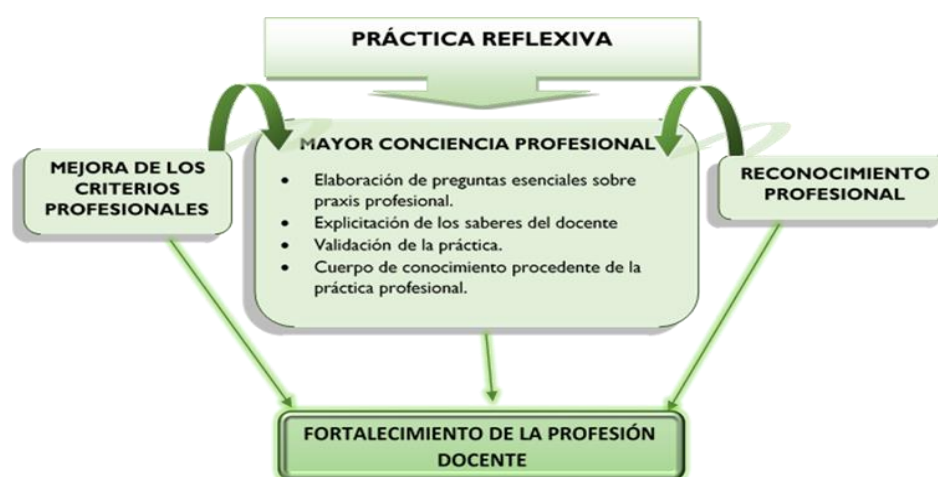 PRÁCTICA REFLEXIVA
MEJORA DE LOS
CRITERIOS
PROFESIONALES
MAYOR CONCIENCIA PROFESIONAL
• Elaboración de preguntas esenciales sobre
praxis profesional.
• Explicitación de los saberes del docente
• Validación de la práctica.
• Cuerpo de conocimiento procedente de la
práctica profesional.
RECONOCIMIENTO
PROFESIONAL
FORTALECIMIENTO DE LA PROFESIÓN
DOCENTE